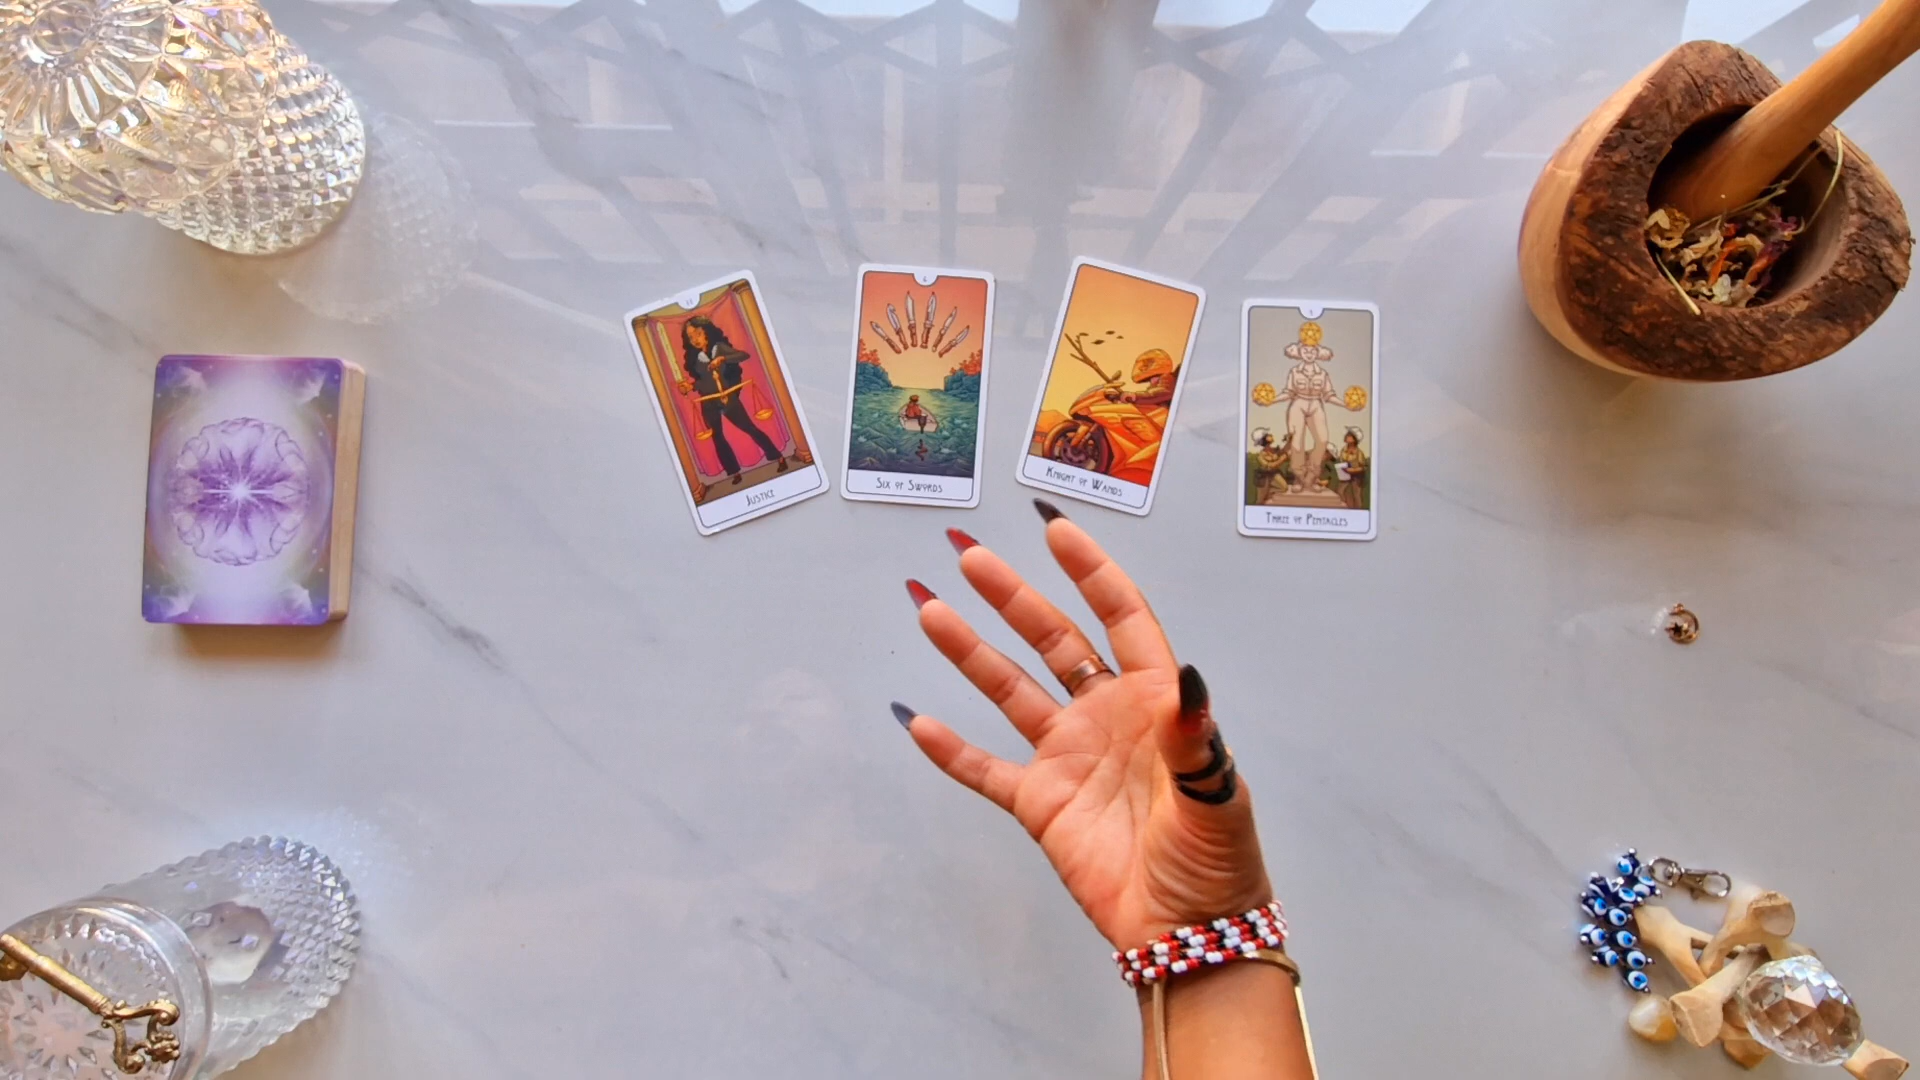 JUSTICE
SIX OF SWORDS
KNIGHT OF WANDS
THREE OF PENTACLES